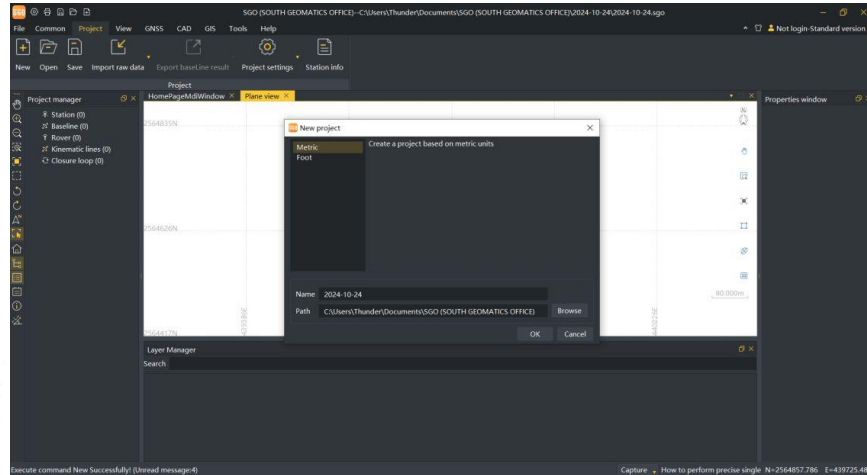 SGO SGO (SOUTH GEOMATICS OFFICE)--C:\Users\Thunder\Documents\SGO (SOUTH GEOMATICS OFFICE)\2024-10-24\2024-10-24.sgo
File Common Project View GNSS CAD GIS Tools Help Not login-Standard version
New Open Save Import raw data Export baseLine result Project settings Station info
Project
Project manager HomePageMdiWindow Plane view Properties window
Station (0)
Baseline (0)
Rover (0)
Kinematic lines (0)
Closure loop (0)
2564835N
New project
Metric Create a project based on metric units
Foot
2564626N
Name 2024-10-24
80.000m
Path C:\Users\Thunder\Documents\SGO (SOUTH GEOMATICS OFFICE) Browse
OK Cancel
439586E
440226E
2564417N
Layer Manager
Search
Execute command New Successfully! (Unread message:4) Capture How to perform precise single N=2564857.786 E=439725.48